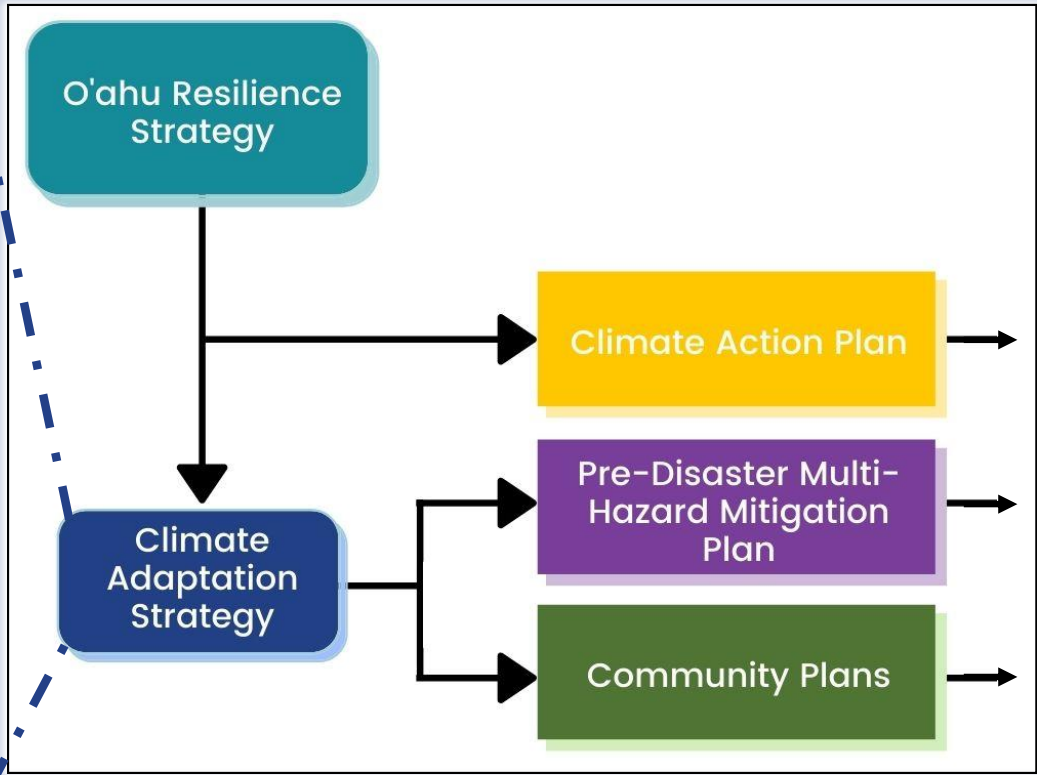 O'ahu Resilience
Strategy
Climate Action Plan
Pre-Disaster Multi-
Hazard Mitigation
Plan
Climate
Adaptation
Strategy
Community Plans